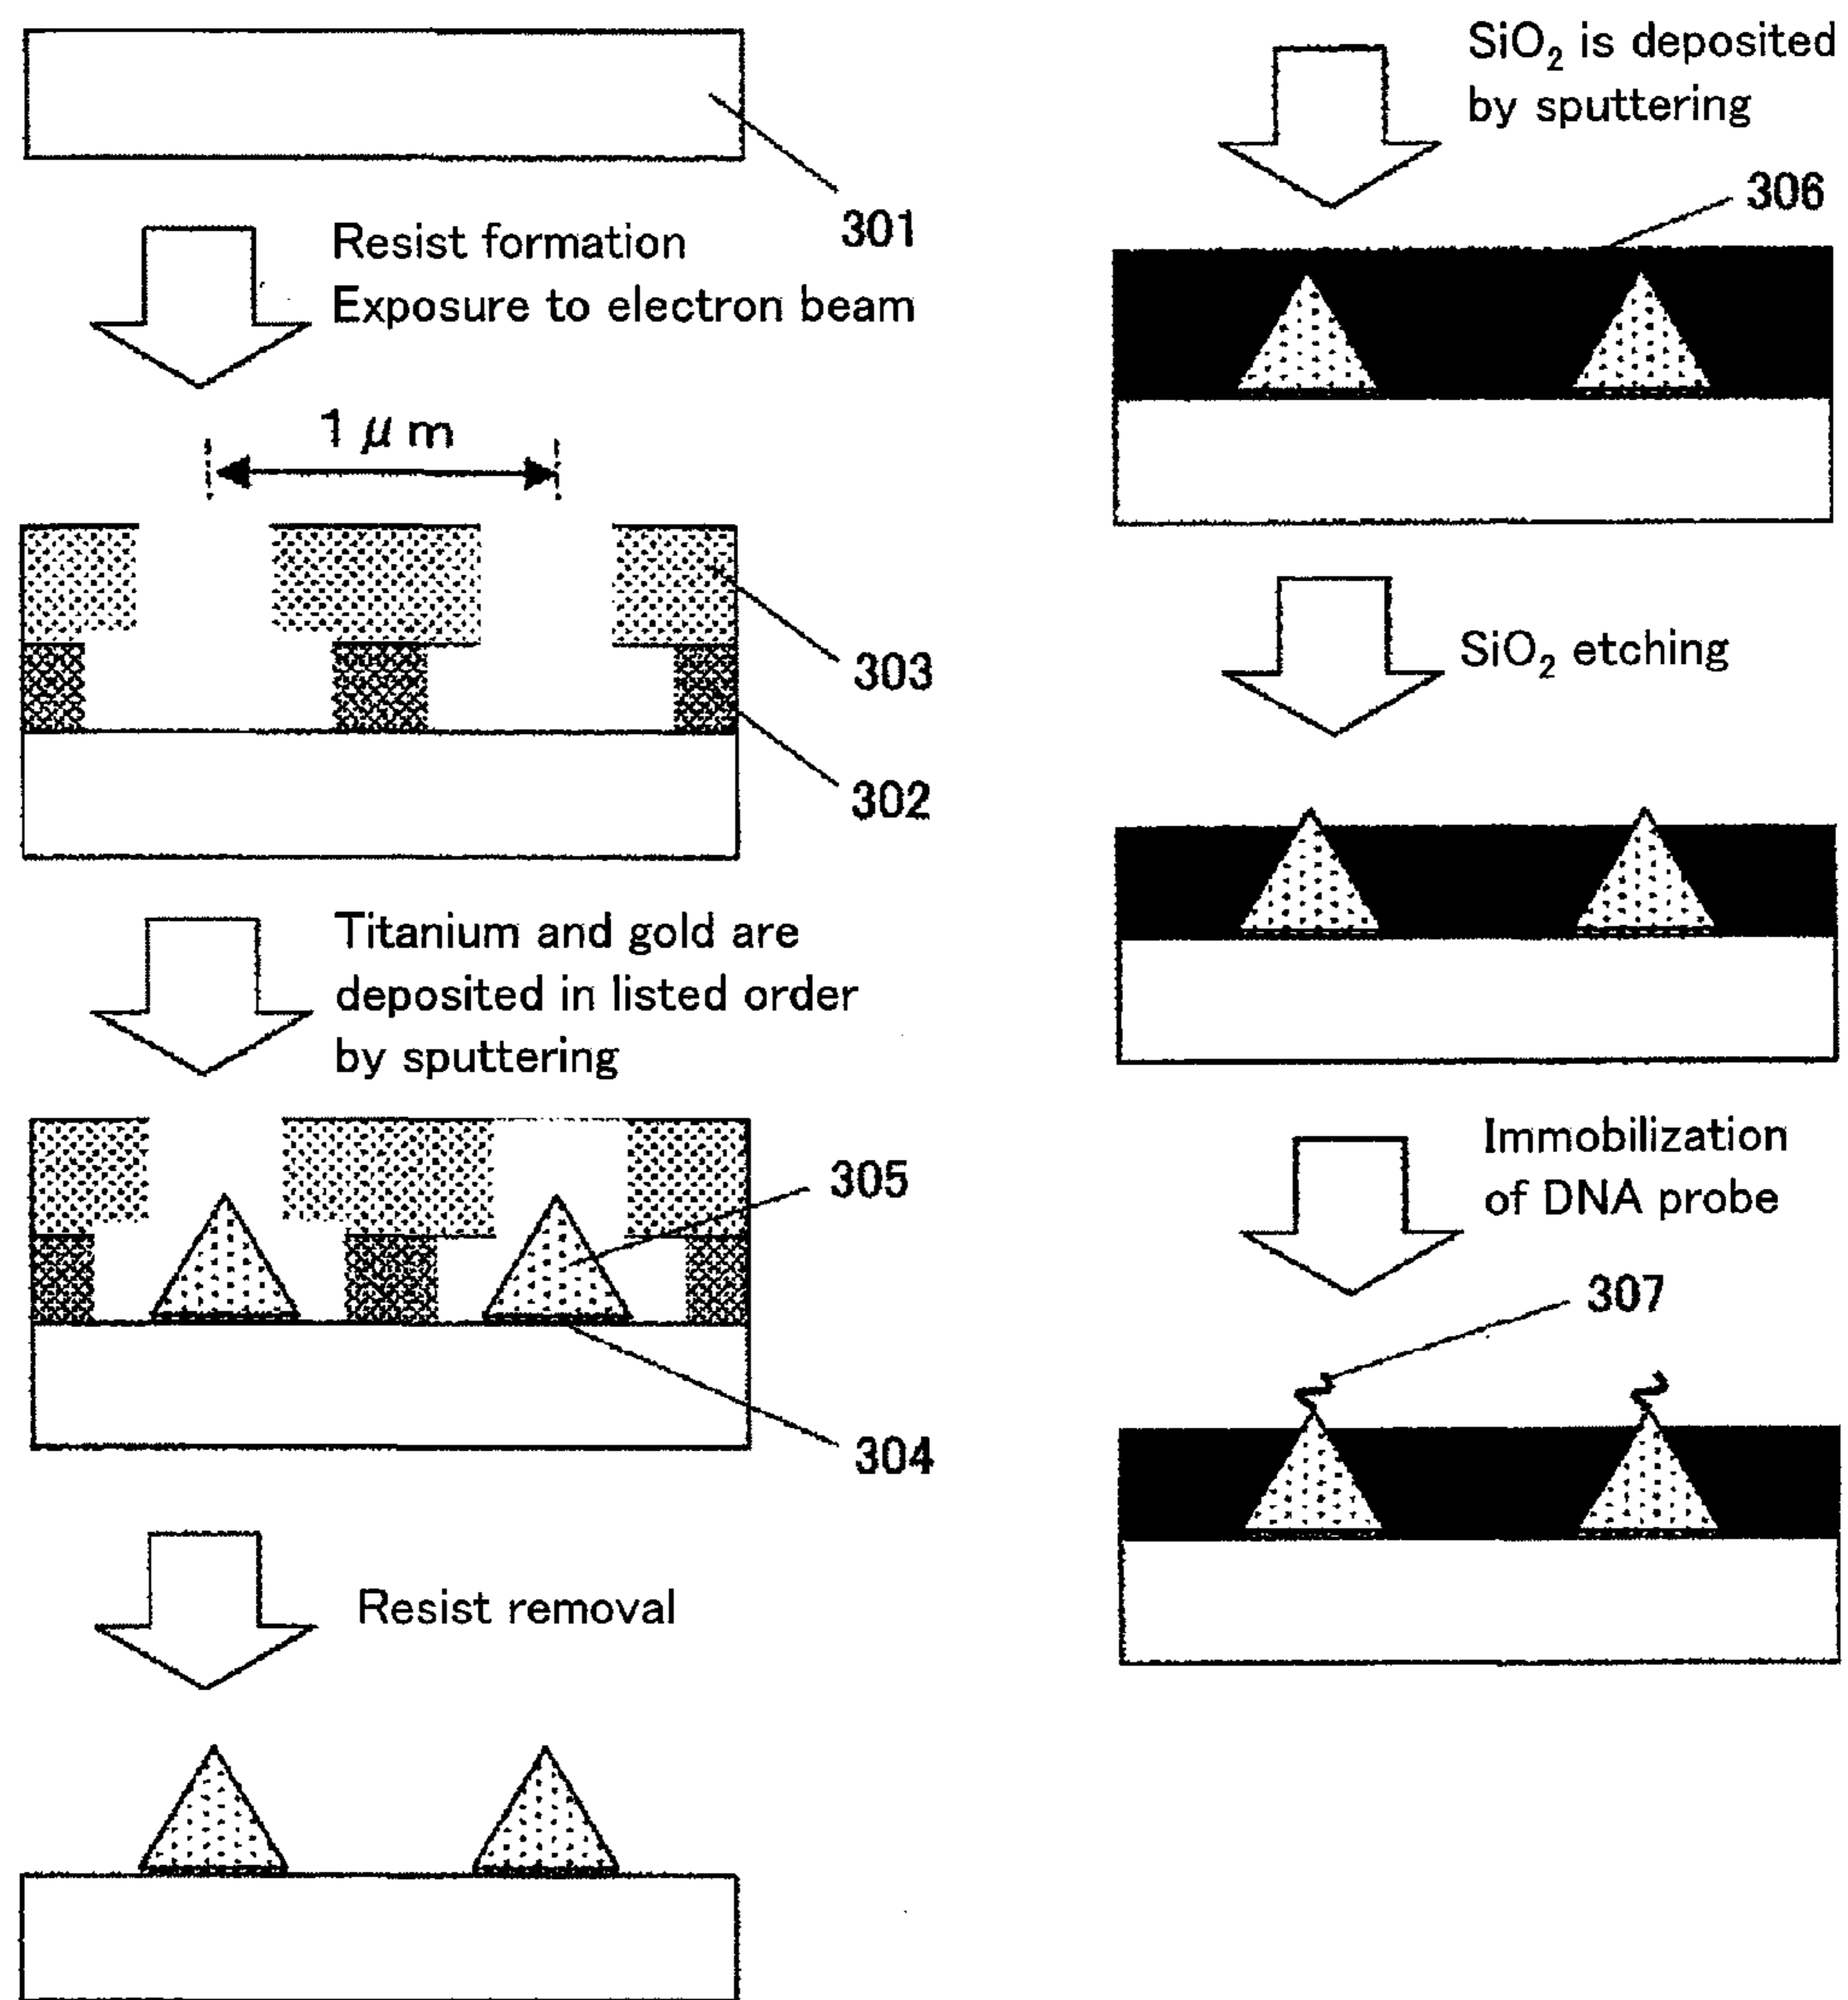 301
Resist formation
Exposure to electron beam
1 μm
303
302
Titanium and gold are
deposited in listed order
by sputtering
305
304
Resist removal
SiO₂ is deposited
by sputtering
306
SiO₂ etching
Immobilization
of DNA probe
307